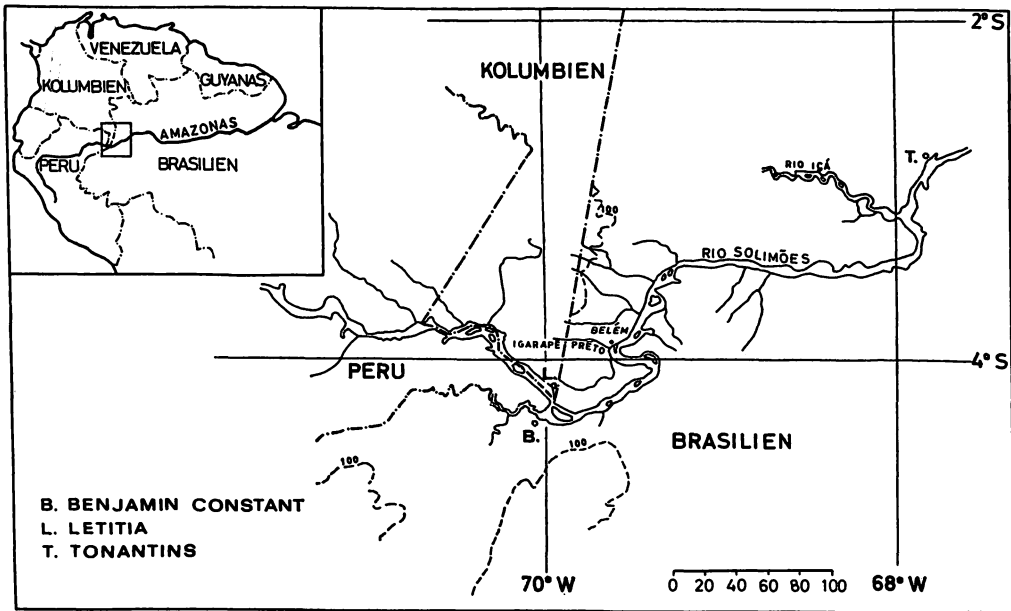 2° S
VENEZUELA
KOLUMBIEN
GUYANAS
AMAZONAS
PERU
BRASILIEN
KOLUMBIEN
T.
RIO IÇÁ
100
RIO SOLIMÕES
BELÉM
IGARAPÉ PRÊTO
4° S
PERU
L.
B.
BRASILIEN
100
100
B. BENJAMIN CONSTANT
L. LETITIA
T. TONANTINS
70° W
0 20 40 60 80 100
68° W